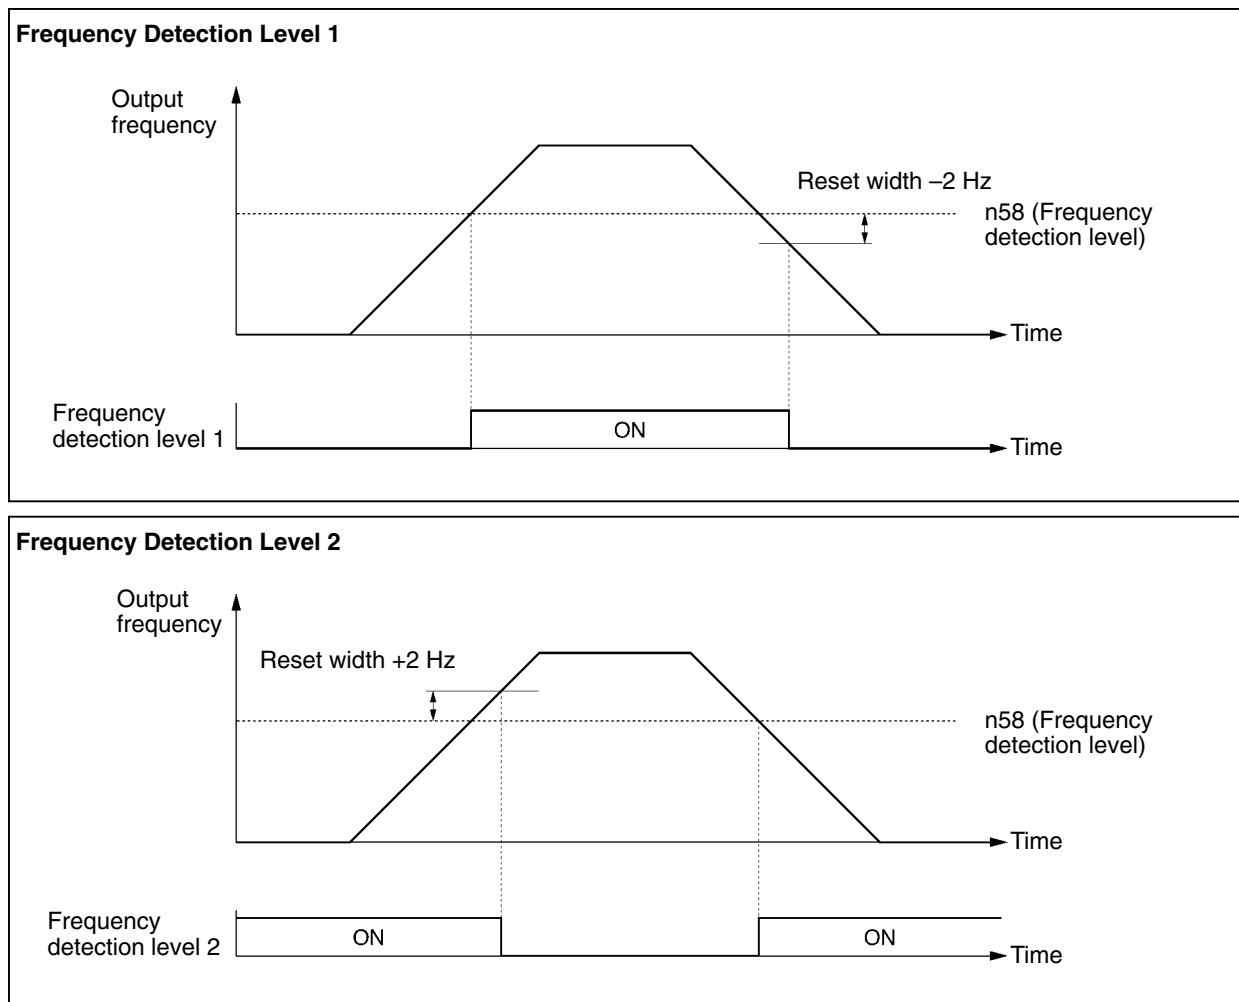 Frequency Detection Level 1
Output
frequency
Reset width –2 Hz
n58 (Frequency
detection level)
Time
Frequency
detection level 1
ON
Time
Frequency Detection Level 2
Output
frequency
Reset width +2 Hz
n58 (Frequency
detection level)
Time
Frequency
detection level 2
ON
ON
Time